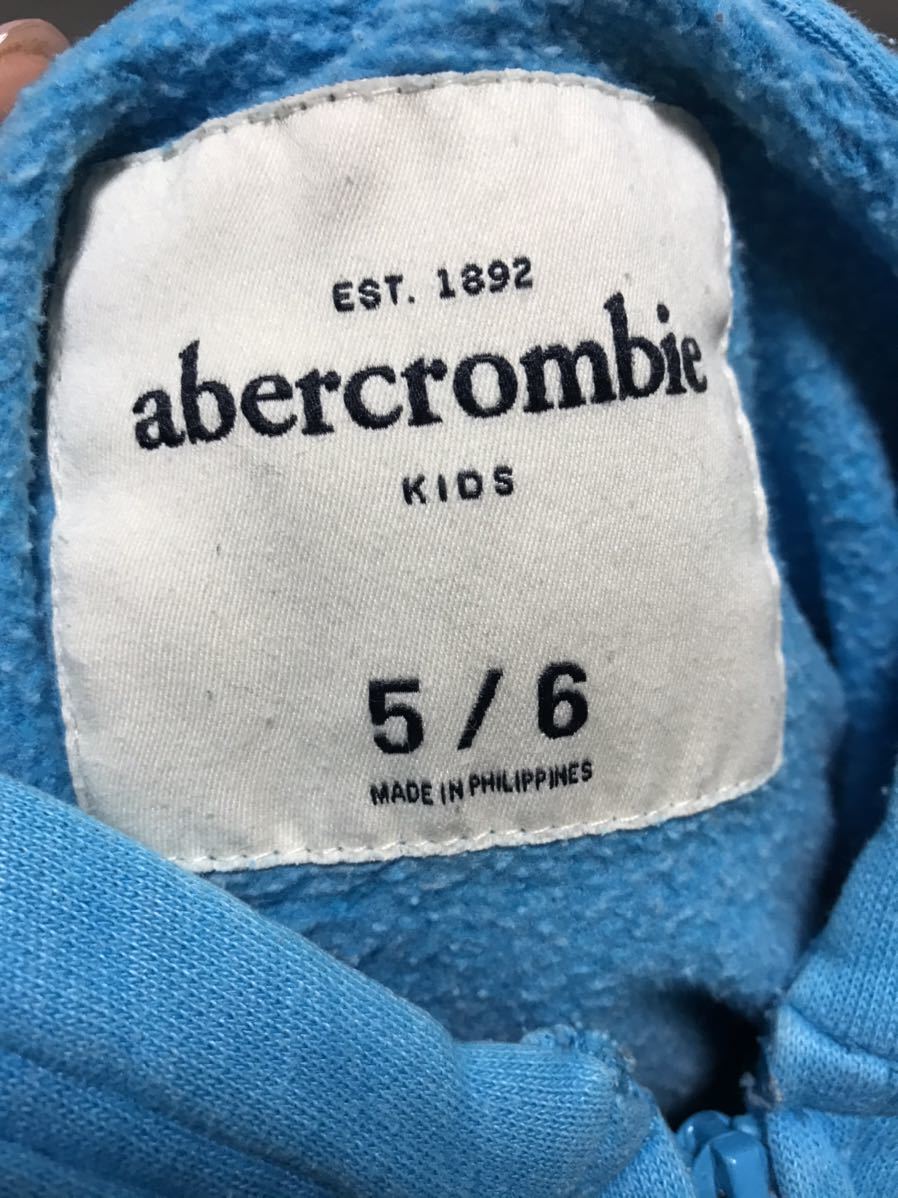 EST. 1892
abercrombie
KIDS
5 / 6
MADE IN PHILIPPINES